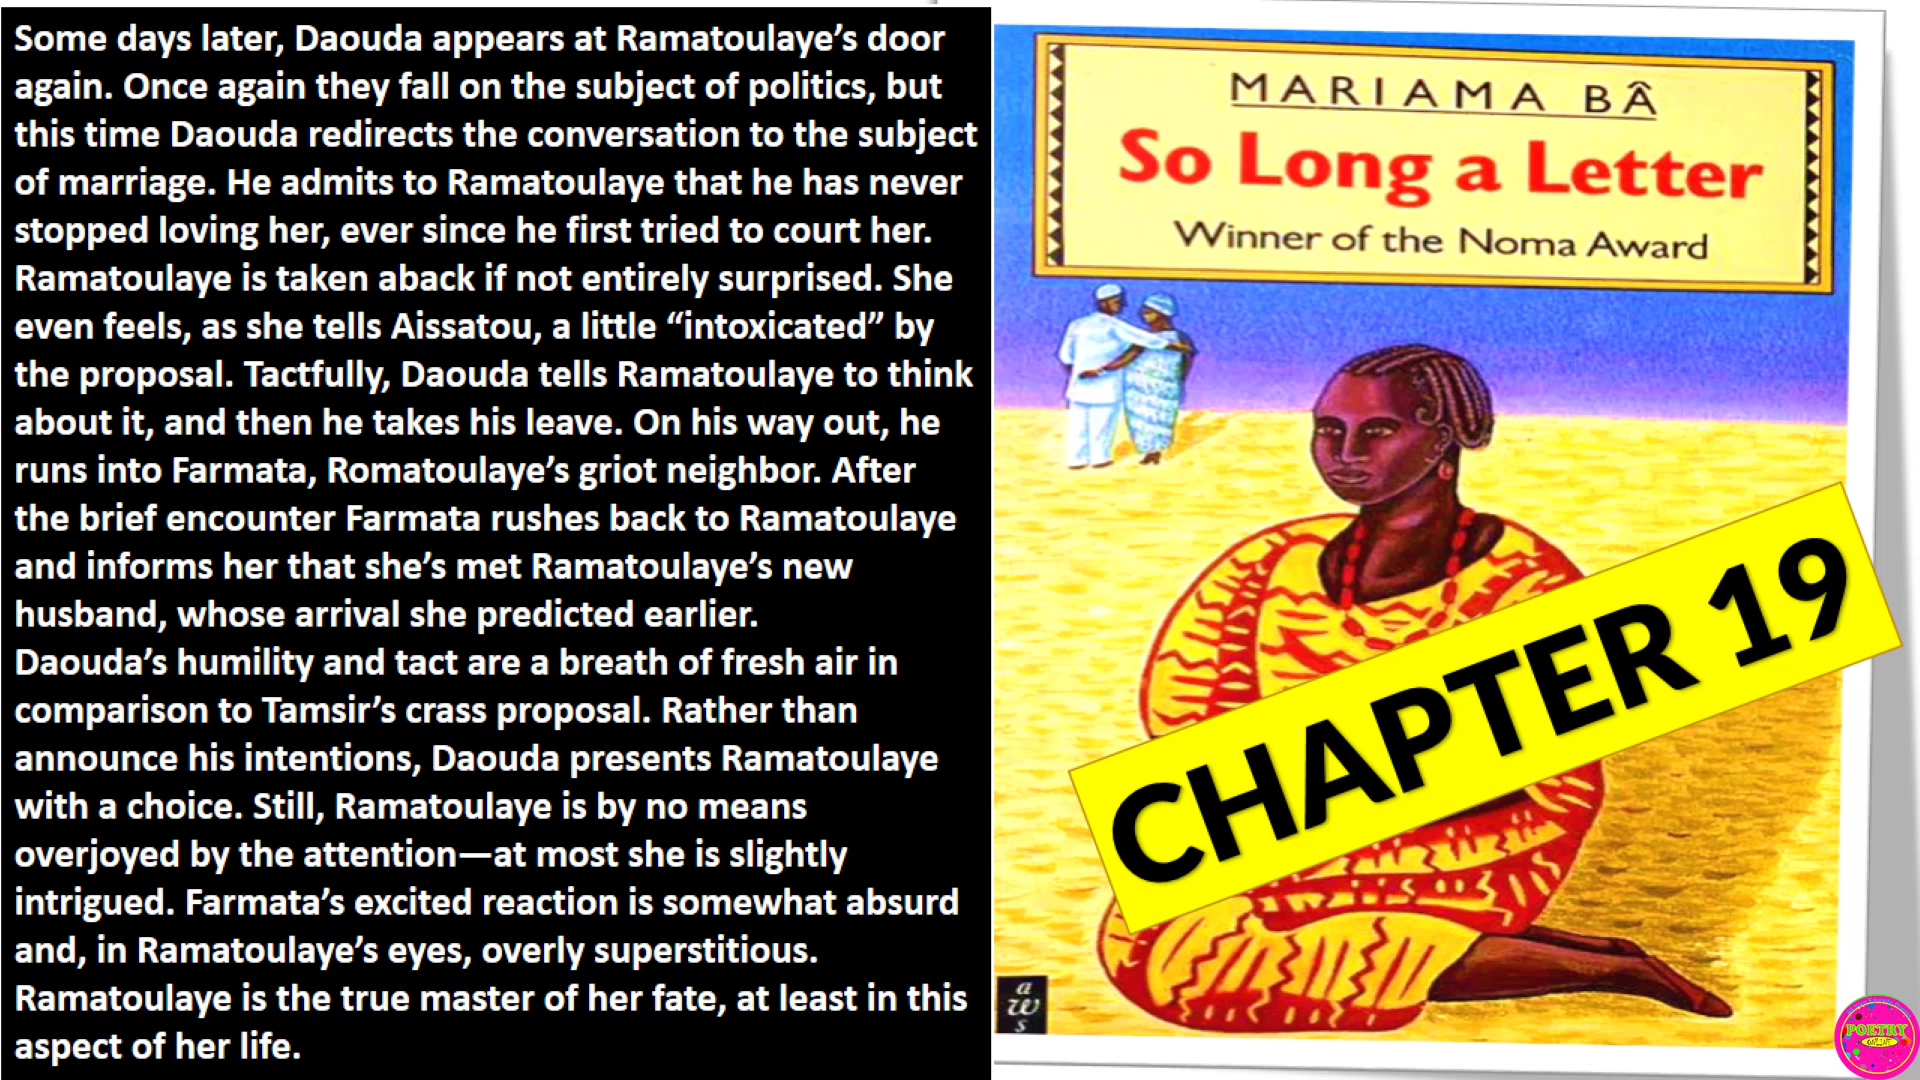 Some days later, Daouda appears at Ramatoulaye’s door
again. Once again they fall on the subject of politics, but
this time Daouda redirects the conversation to the subject
of marriage. He admits to Ramatoulaye that he has never
stopped loving her, ever since he first tried to court her.
Ramatoulaye is taken aback if not entirely surprised. She
even feels, as she tells Aissatou, a little “intoxicated” by
the proposal. Tactfully, Daouda tells Ramatoulaye to think
about it, and then he takes his leave. On his way out, he
runs into Farmata, Romatoulaye’s griot neighbor. After
the brief encounter Farmata rushes back to Ramatoulaye
and informs her that she’s met Ramatoulaye’s new
husband, whose arrival she predicted earlier.
Daouda’s humility and tact are a breath of fresh air in
comparison to Tamsir’s crass proposal. Rather than
announce his intentions, Daouda presents Ramatoulaye
with a choice. Still, Ramatoulaye is by no means
overjoyed by the attention—at most she is slightly
intrigued. Farmata’s excited reaction is somewhat absurd
and, in Ramatoulaye’s eyes, overly superstitious.
Ramatoulaye is the true master of her fate, at least in this
aspect of her life.
MARIAMA BÂ
So Long a Letter
Winner of the Noma Award
CHAPTER 19
a
w
s
POETRY
ONLINE